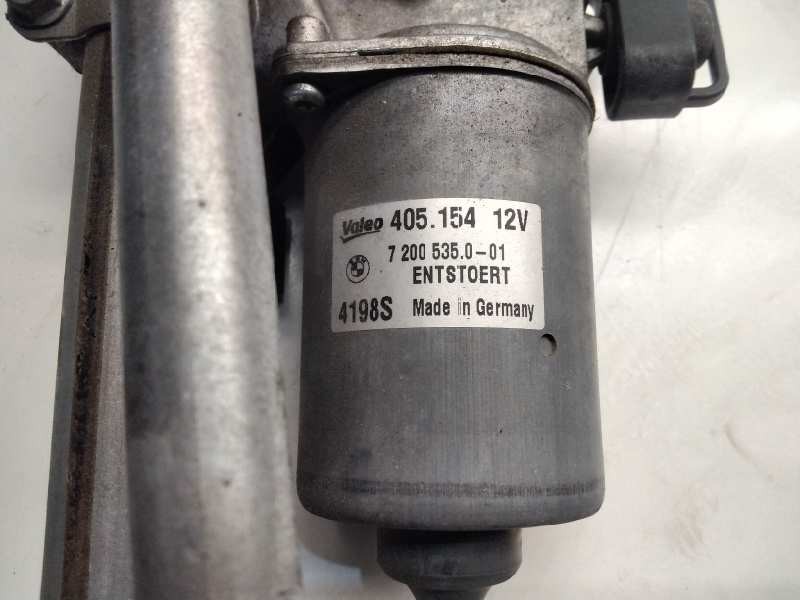 Valeo 405.154 12V
7 200 535.0-01
ENTSTOERT
4198S Made in Germany